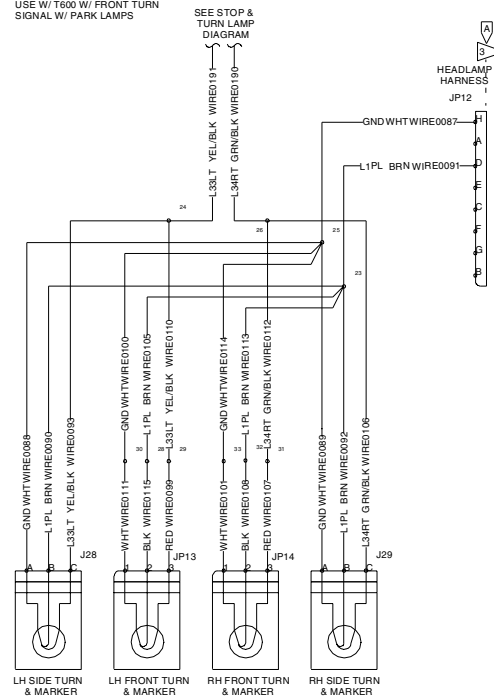 USE W/ T600 W/ FRONT TURN
SIGNAL W/ PARK LAMPS
SEE STOP &
TURN LAMP
DIAGRAM
A
3
HEADLAMP
HARNESS
JP12
H
A
D
E
C
F
G
B
GND WHT WIRE0087
L1PL BRN WIRE0091
L33LT YEL/BLK WIRE0191
L34RT GRN/BLK WIRE0190
24
26
25
23
GND WHT WIRE0100
L1PL BRN WIRE0105
L33LT YEL/BLK WIRE0110
GND WHT WIRE0114
L1PL BRN WIRE0113
L34RT GRN/BLK WIRE0112
30
28
29
33
32
31
GND WHT WIRE0088
L1PL BRN WIRE0090
L33LT YEL/BLK WIRE0093
WHT WIRE0111
BLK WIRE0115
RED WIRE0099
WHT WIRE0101
BLK WIRE0108
RED WIRE0107
GND WHT WIRE0089
L1PL BRN WIRE0092
L34RT GRN/BLK WIRE0106
J28
JP13
JP14
J29
A B C
1 2 3
1 2 3
A B C
LH SIDE TURN
& MARKER
LH FRONT TURN
& MARKER
RH FRONT TURN
& MARKER
RH SIDE TURN
& MARKER